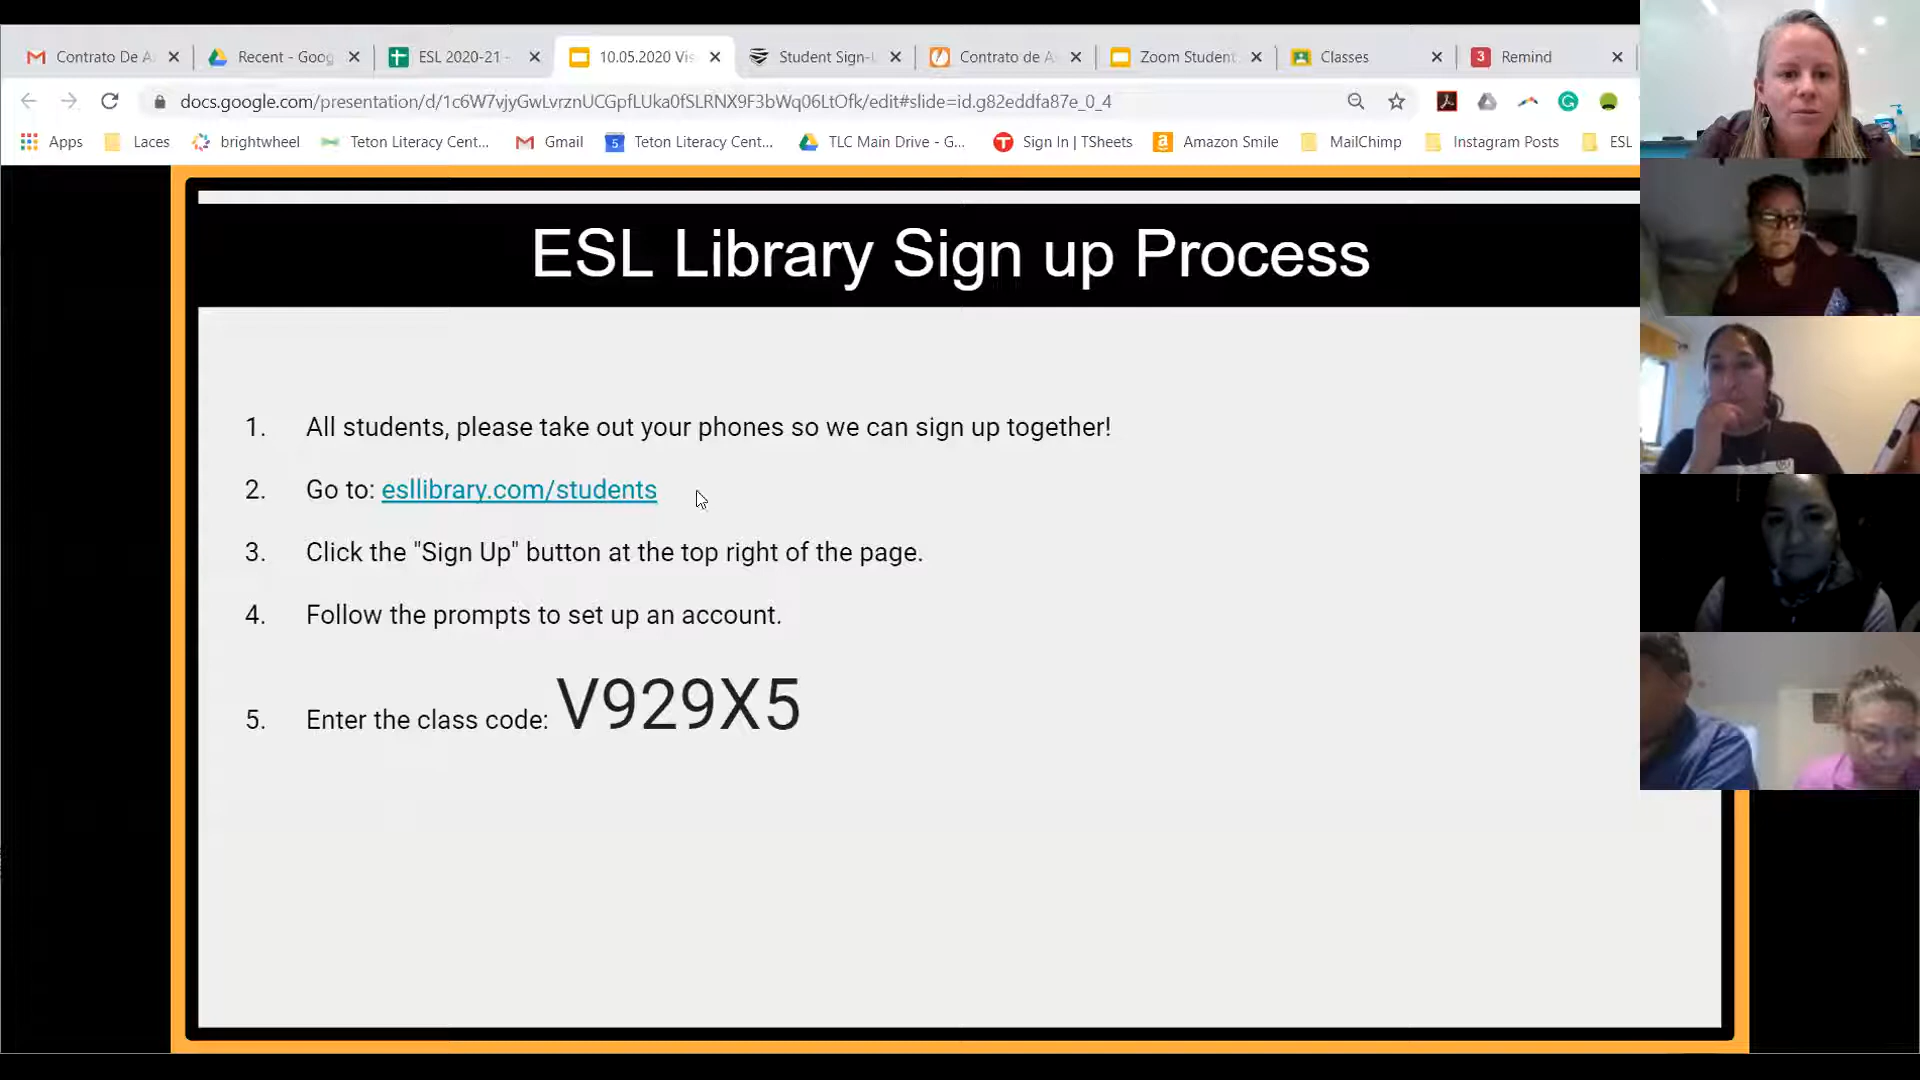 Contrato De A
Recent - Goog
ESL 2020-21 -
10.05.2020 Vis
Student Sign-
Contrato de A
Zoom Student
Classes
3 Remind
docs.google.com/presentation/d/1c6W7vjyGwLvrznUCGpfLUka0fSLRNX9F3bWq06LtOfk/edit#slide=id.g82eddfa87e_0_4
Apps
Laces
brightwheel
Teton Literacy Cent...
Gmail
5 Teton Literacy Cent...
TLC Main Drive - G...
Sign In | TSheets
Amazon Smile
MailChimp
Instagram Posts
ESL
ESL Library Sign up Process
1. All students, please take out your phones so we can sign up together!
2. Go to: esllibrary.com/students
3. Click the "Sign Up" button at the top right of the page.
4. Follow the prompts to set up an account.
5. Enter the class code: V929X5